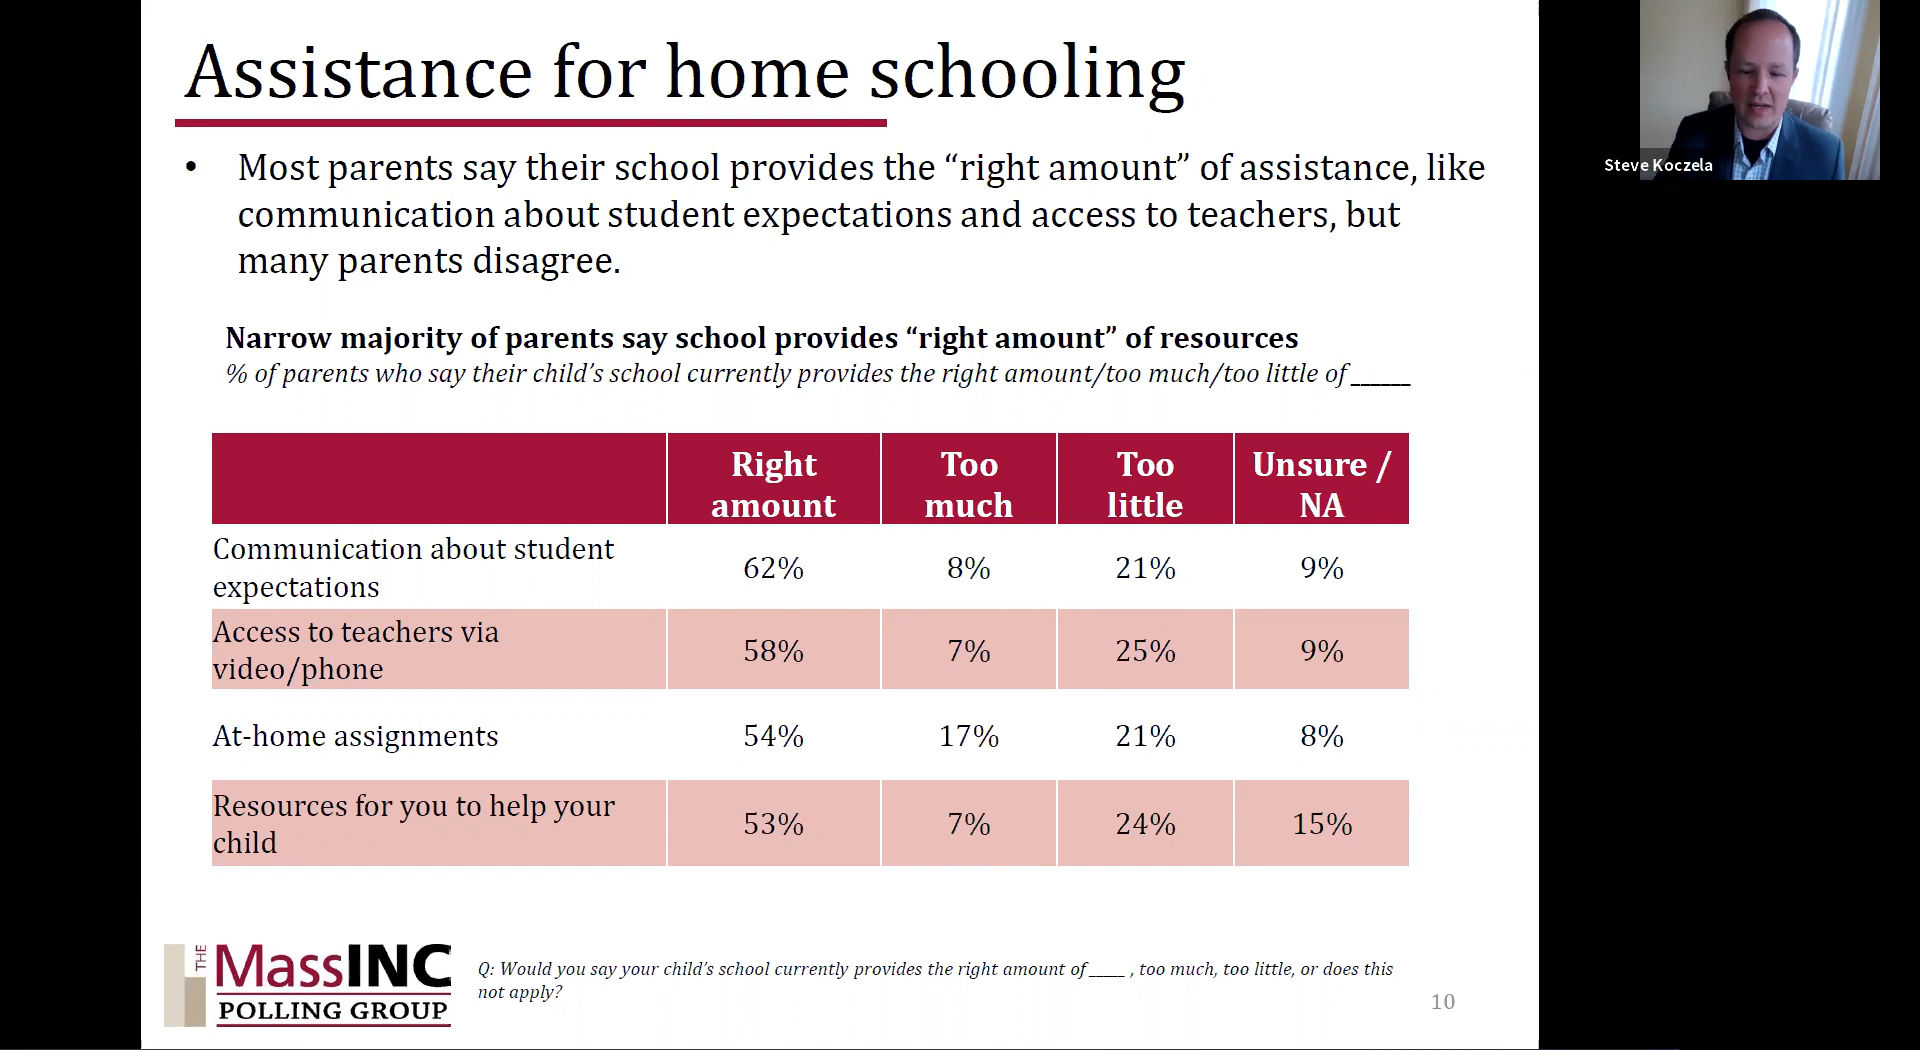 Assistance for home schooling
• Most parents say their school provides the “right amount” of assistance, like
communication about student expectations and access to teachers, but
many parents disagree.
Narrow majority of parents say school provides “right amount” of resources
% of parents who say their child’s school currently provides the right amount/too much/too little of ______
Right amount Too much Too little Unsure / NA
Communication about student expectations 62% 8% 21% 9%
Access to teachers via video/phone 58% 7% 25% 9%
At-home assignments 54% 17% 21% 8%
Resources for you to help your child 53% 7% 24% 15%
THE MassINC
POLLING GROUP
Q: Would you say your child’s school currently provides the right amount of _____ , too much, too little, or does this
not apply?
10
Steve Koczela